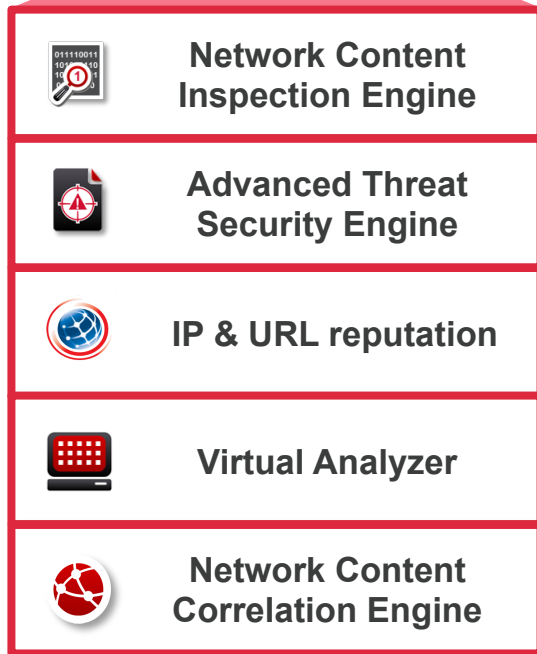 Network Content
Inspection Engine
Advanced Threat
Security Engine
IP & URL reputation
Virtual Analyzer
Network Content
Correlation Engine